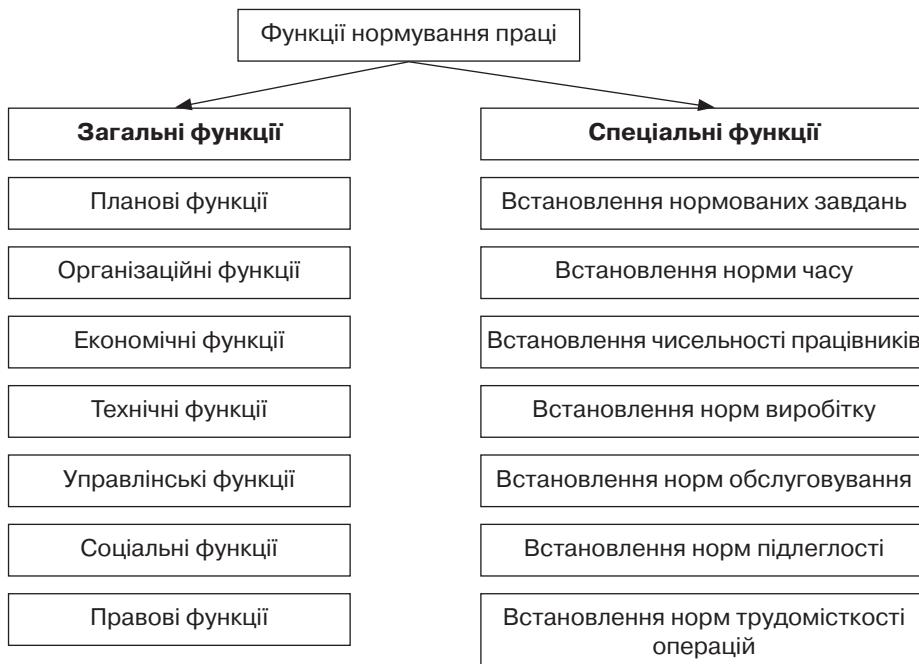 Функції нормування праці
Загальні функції
Планові функції
Організаційні функції
Економічні функції
Технічні функції
Управлінські функції
Соціальні функції
Правові функції
Спеціальні функції
Встановлення нормованих завдань
Встановлення норми часу
Встановлення чисельності працівників
Встановлення норм виробітку
Встановлення норм обслуговування
Встановлення норм підлеглості
Встановлення норм трудомісткості
операцій